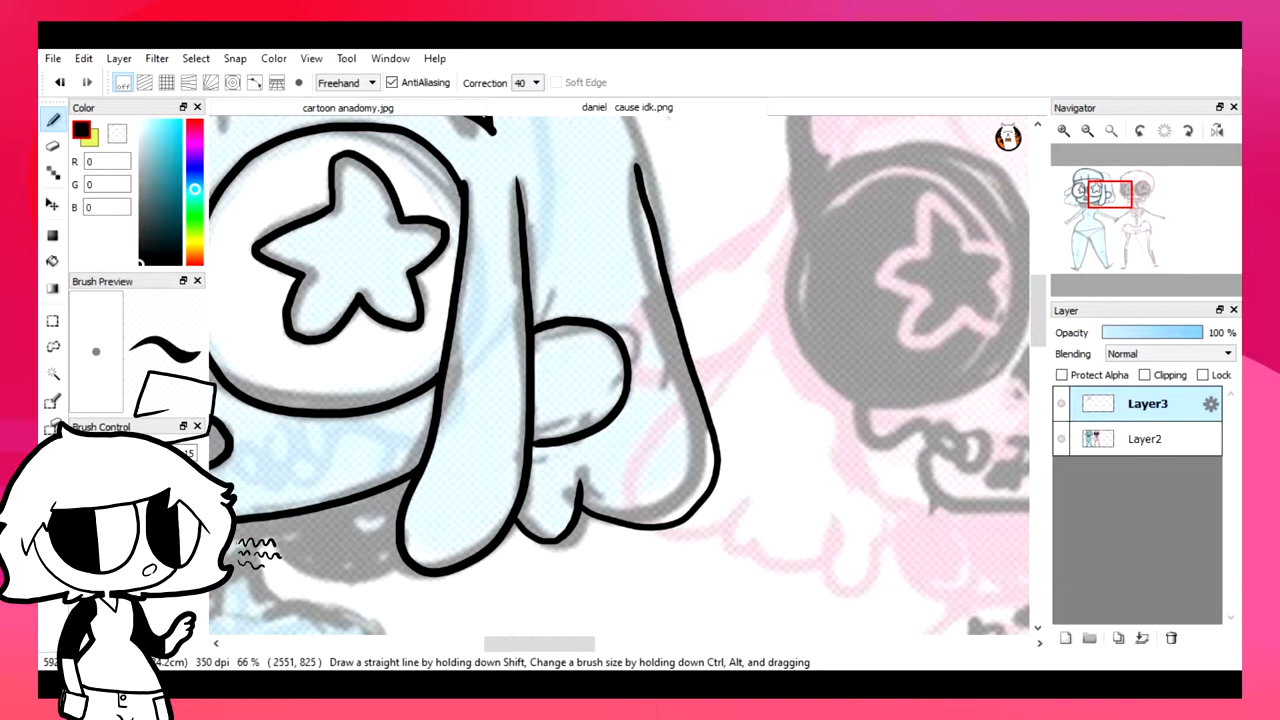 File Edit Layer Filter Select Snap Color View Tool Window Help
off Freehand AntiAliasing Correction 40 Soft Edge
Color cartoon anadomy.jpg daniel cause idk.png Navigator
R 0
G 0
B 0
Brush Preview
Layer
Opacity 100 %
Blending Normal
Protect Alpha Clipping Lock
Layer3
Layer2
Brush Control
15
350 dpi 66 % ( 2551, 825 ) Draw a straight line by holding down Shift, Change a brush size by holding down Ctrl, Alt, and dragging